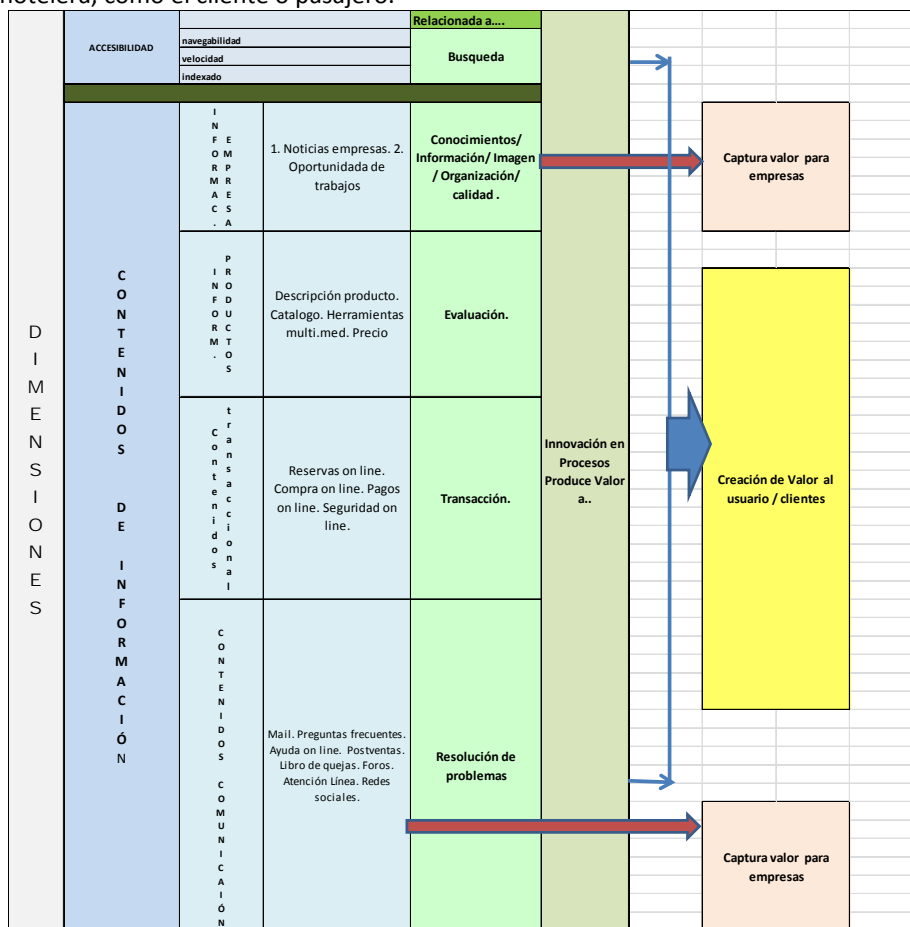 hotelera, como el cliente o pasajero.
Relacionada a....
ACCESIBILIDAD
navegabilidad
velocidad
indexado
Busqueda
DIMENSIONES
CONTENIDOS DE INFORMACIÓN
INFORMAC. EMPRESA
1. Noticias empresas. 2.
Oportunidada de
trabajos
Conocimientos/
Información/ Imagen
/ Organización/
calidad .
INFORM. PRODUCTOS
Descripción producto.
Catalogo. Herramientas
multi.med. Precio
Evaluación.
Contenidos transaccional
Reservas on line.
Compra on line. Pagos
on line. Seguridad on
line.
Transacción.
CONTENIDOS COMUNICAIÓN
Mail. Preguntas frecuentes.
Ayuda on line. Postventas.
Libro de quejas. Foros.
Atención Línea. Redes
sociales.
Resolución de
problemas
Innovación en
Procesos
Produce Valor
a..
Captura valor para
empresas
Creación de Valor al
usuario / clientes
Captura valor para
empresas